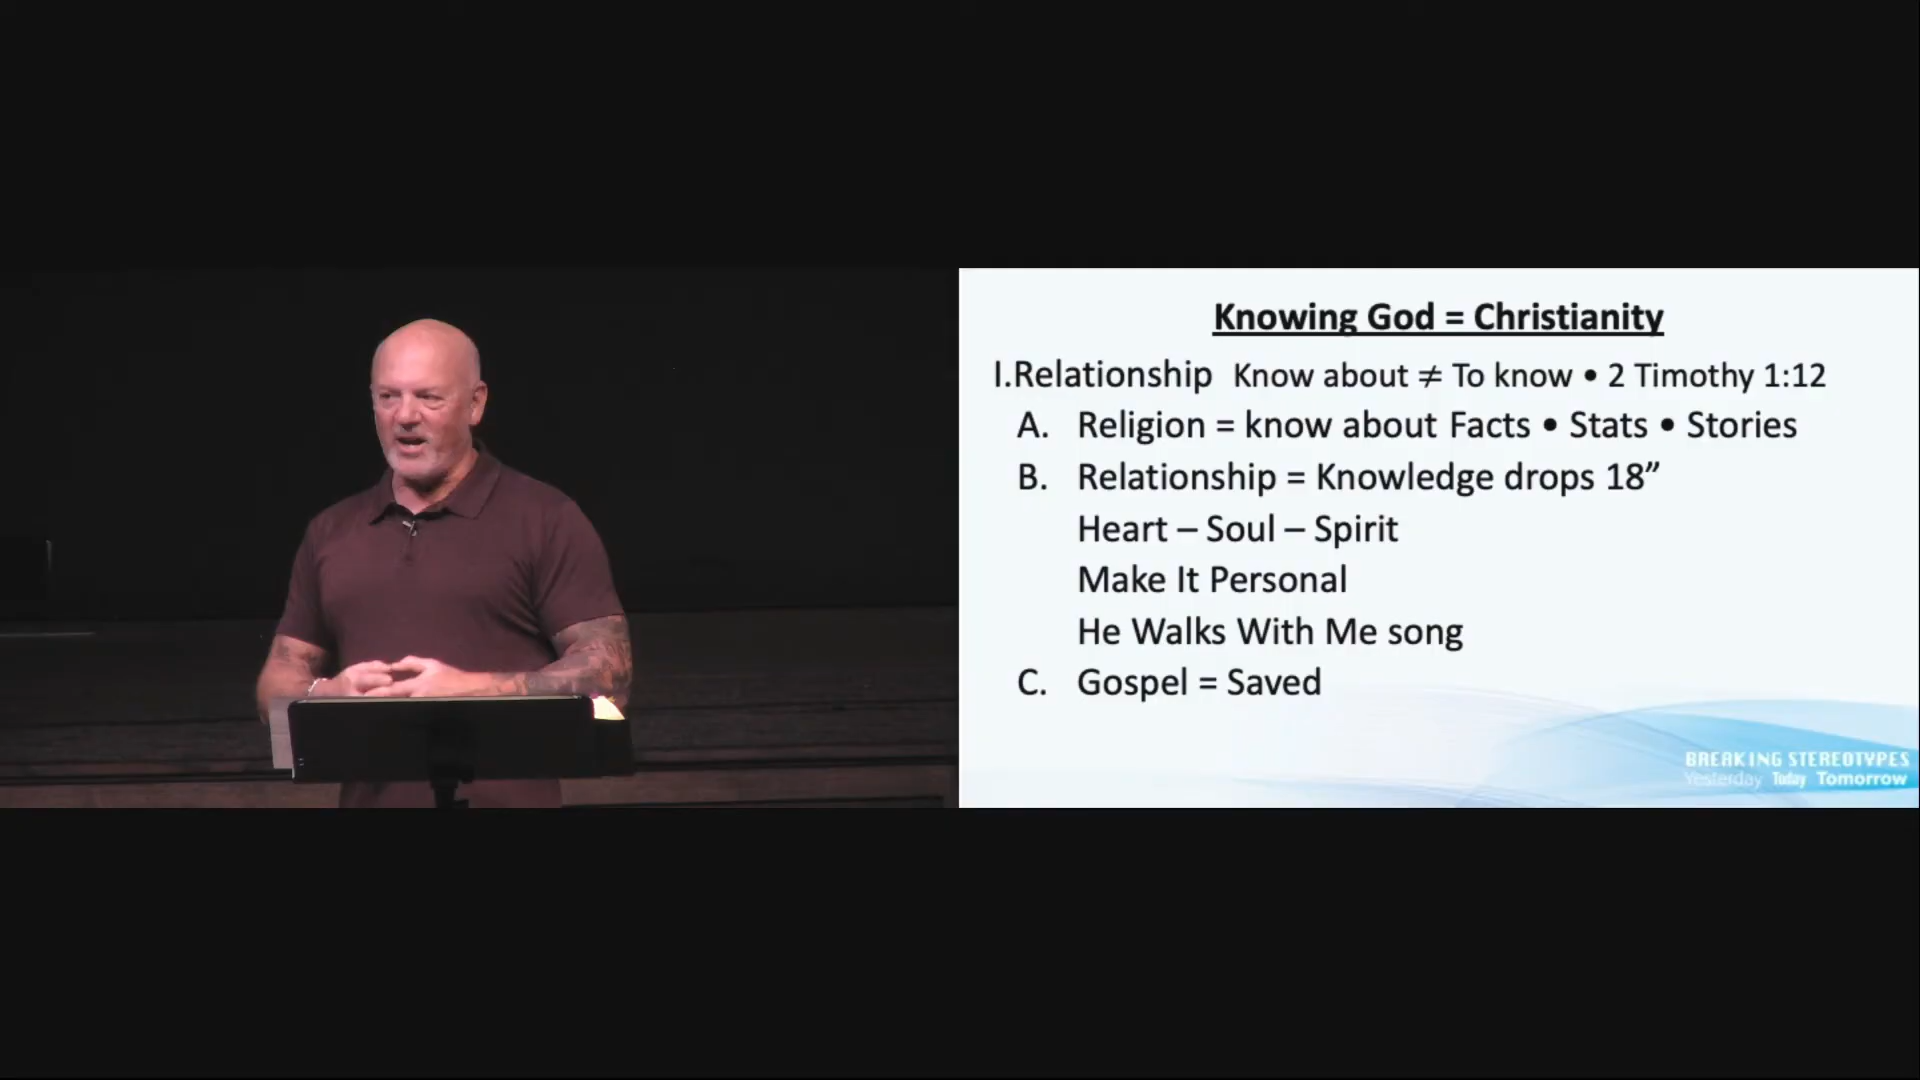 Knowing God = Christianity
I.Relationship Know about ≠ To know • 2 Timothy 1:12
A. Religion = know about Facts • Stats • Stories
B. Relationship = Knowledge drops 18”
Heart – Soul – Spirit
Make It Personal
He Walks With Me song
C. Gospel = Saved
BREAKING STEREOTYPES
Yesterday Today Tomorrow